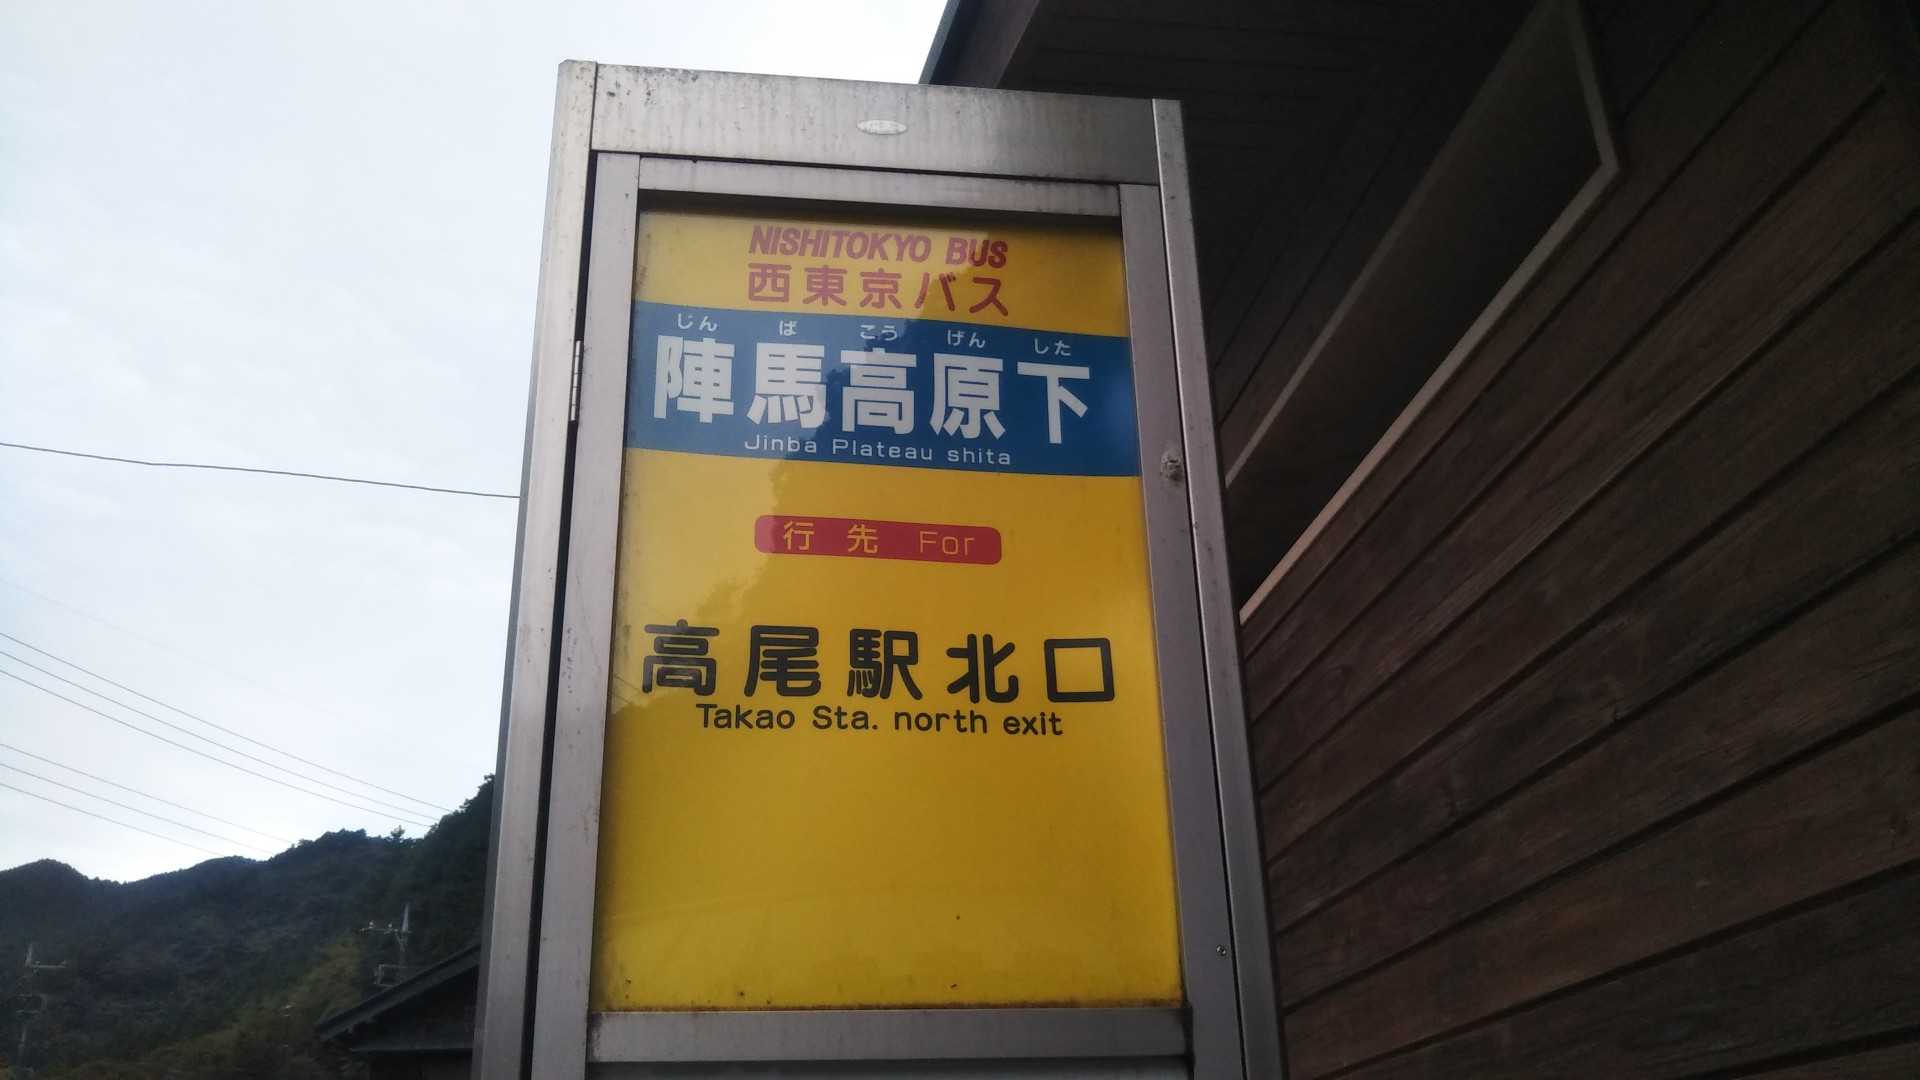 NISHITOKYO BUS
西東京バス
じん ば こう げん した
陣馬高原下
Jinba Plateau shita
行先 For
高尾駅北口
Takao Sta. north exit